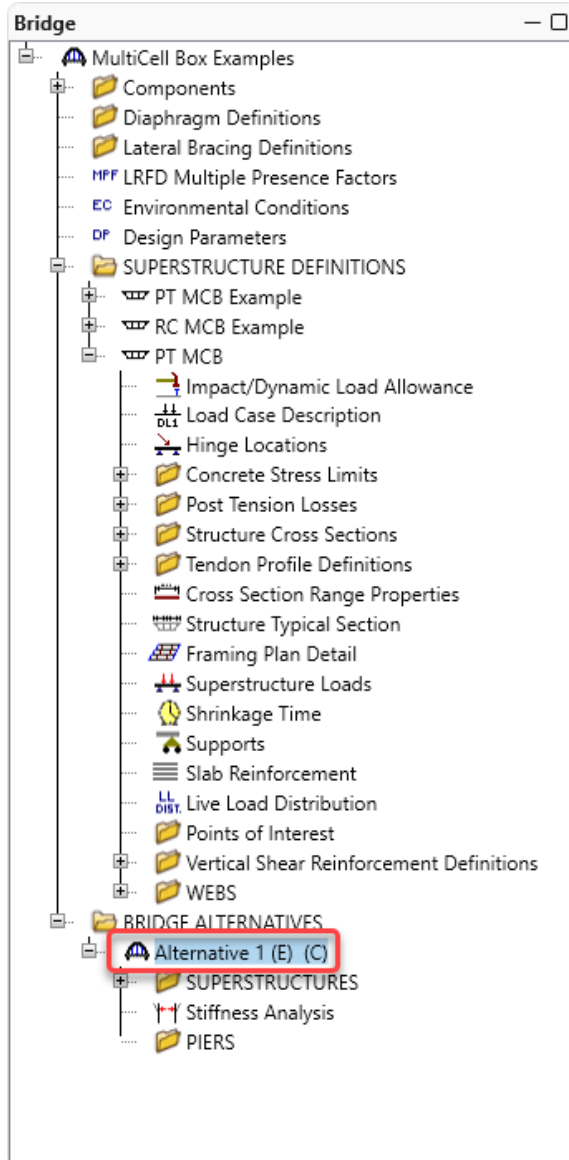 Bridge
MultiCell Box Examples
Components
Diaphragm Definitions
Lateral Bracing Definitions
MPF LRFD Multiple Presence Factors
EC Environmental Conditions
DP Design Parameters
SUPERSTRUCTURE DEFINITIONS
PT MCB Example
RC MCB Example
PT MCB
Impact/Dynamic Load Allowance
DL1 Load Case Description
Hinge Locations
Concrete Stress Limits
Post Tension Losses
Structure Cross Sections
Tendon Profile Definitions
Cross Section Range Properties
Structure Typical Section
Framing Plan Detail
Superstructure Loads
Shrinkage Time
Supports
Slab Reinforcement
LL DIST. Live Load Distribution
Points of Interest
Vertical Shear Reinforcement Definitions
WEBS
BRIDGE ALTERNATIVES
Alternative 1 (E) (C)
SUPERSTRUCTURES
Stiffness Analysis
PIERS